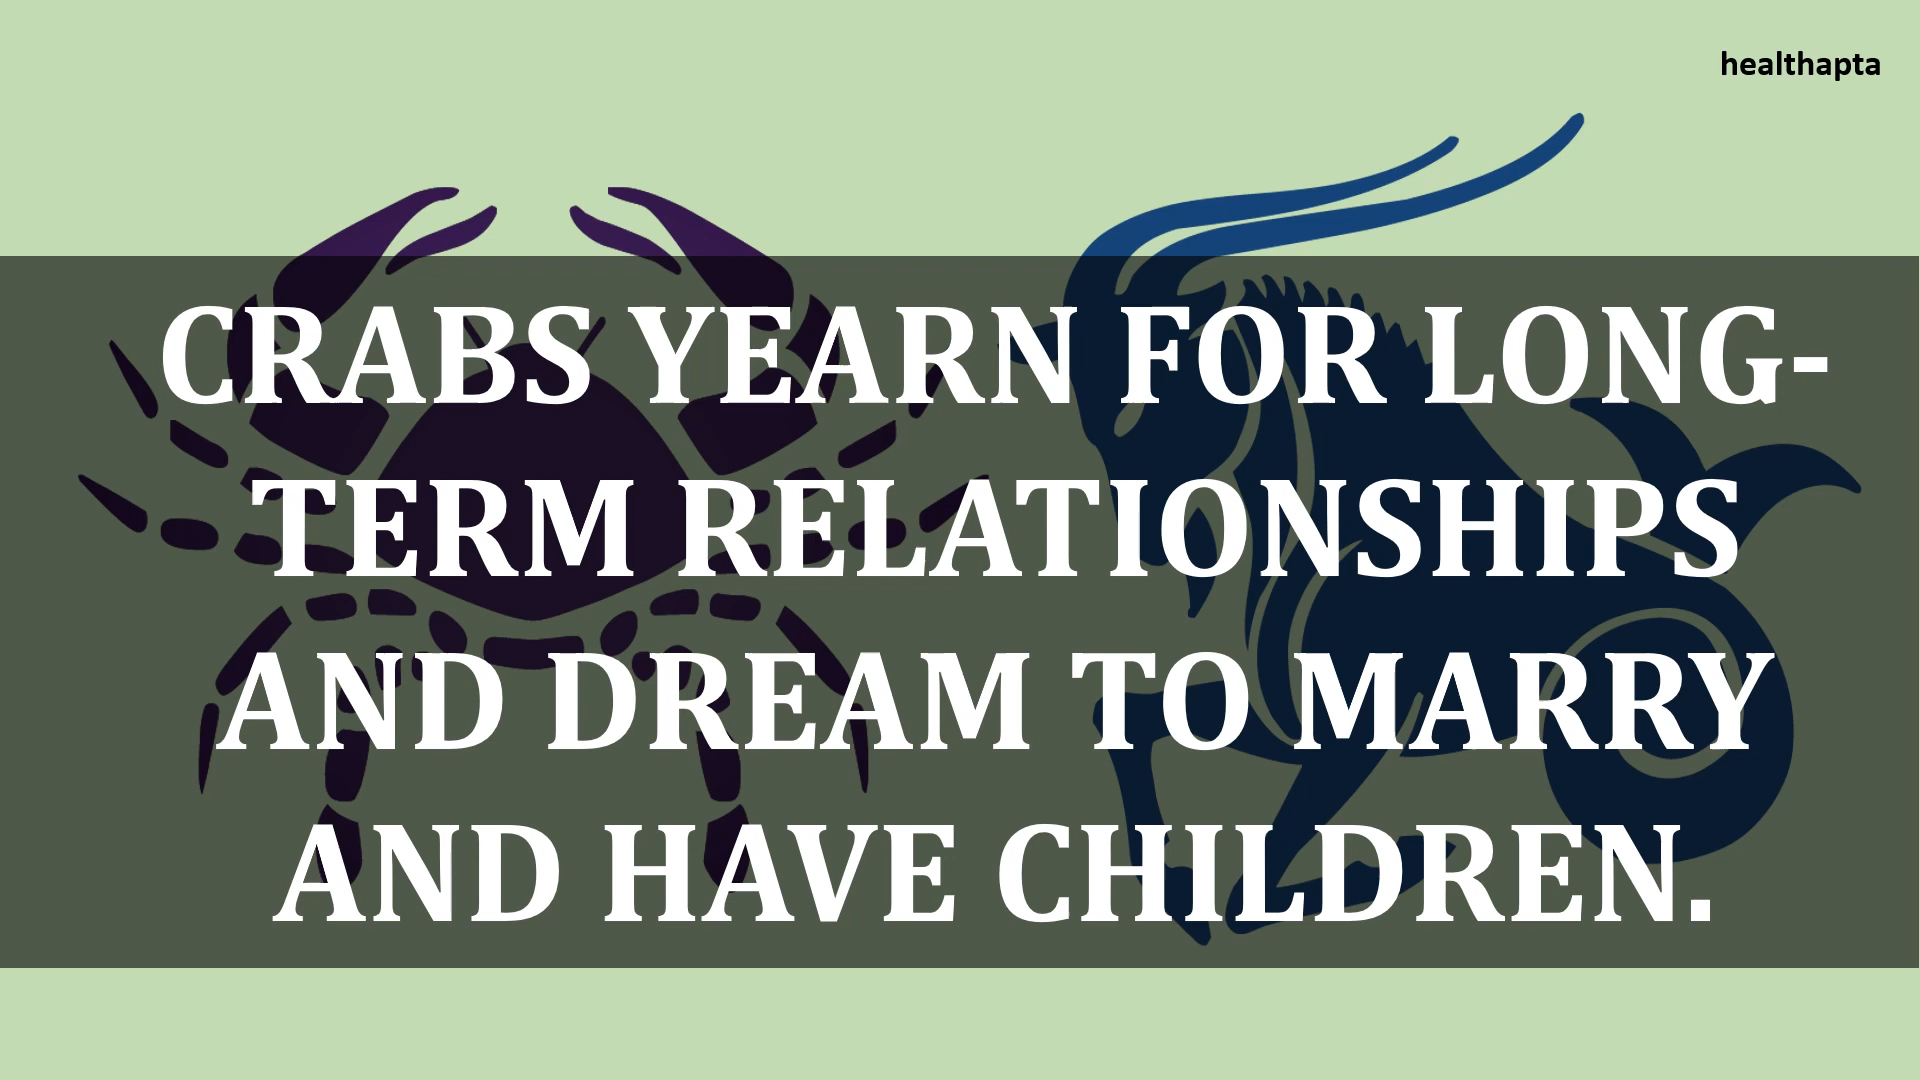 healthapta
CRABS YEARN FOR LONG-
TERM RELATIONSHIPS
AND DREAM TO MARRY
AND HAVE CHILDREN.